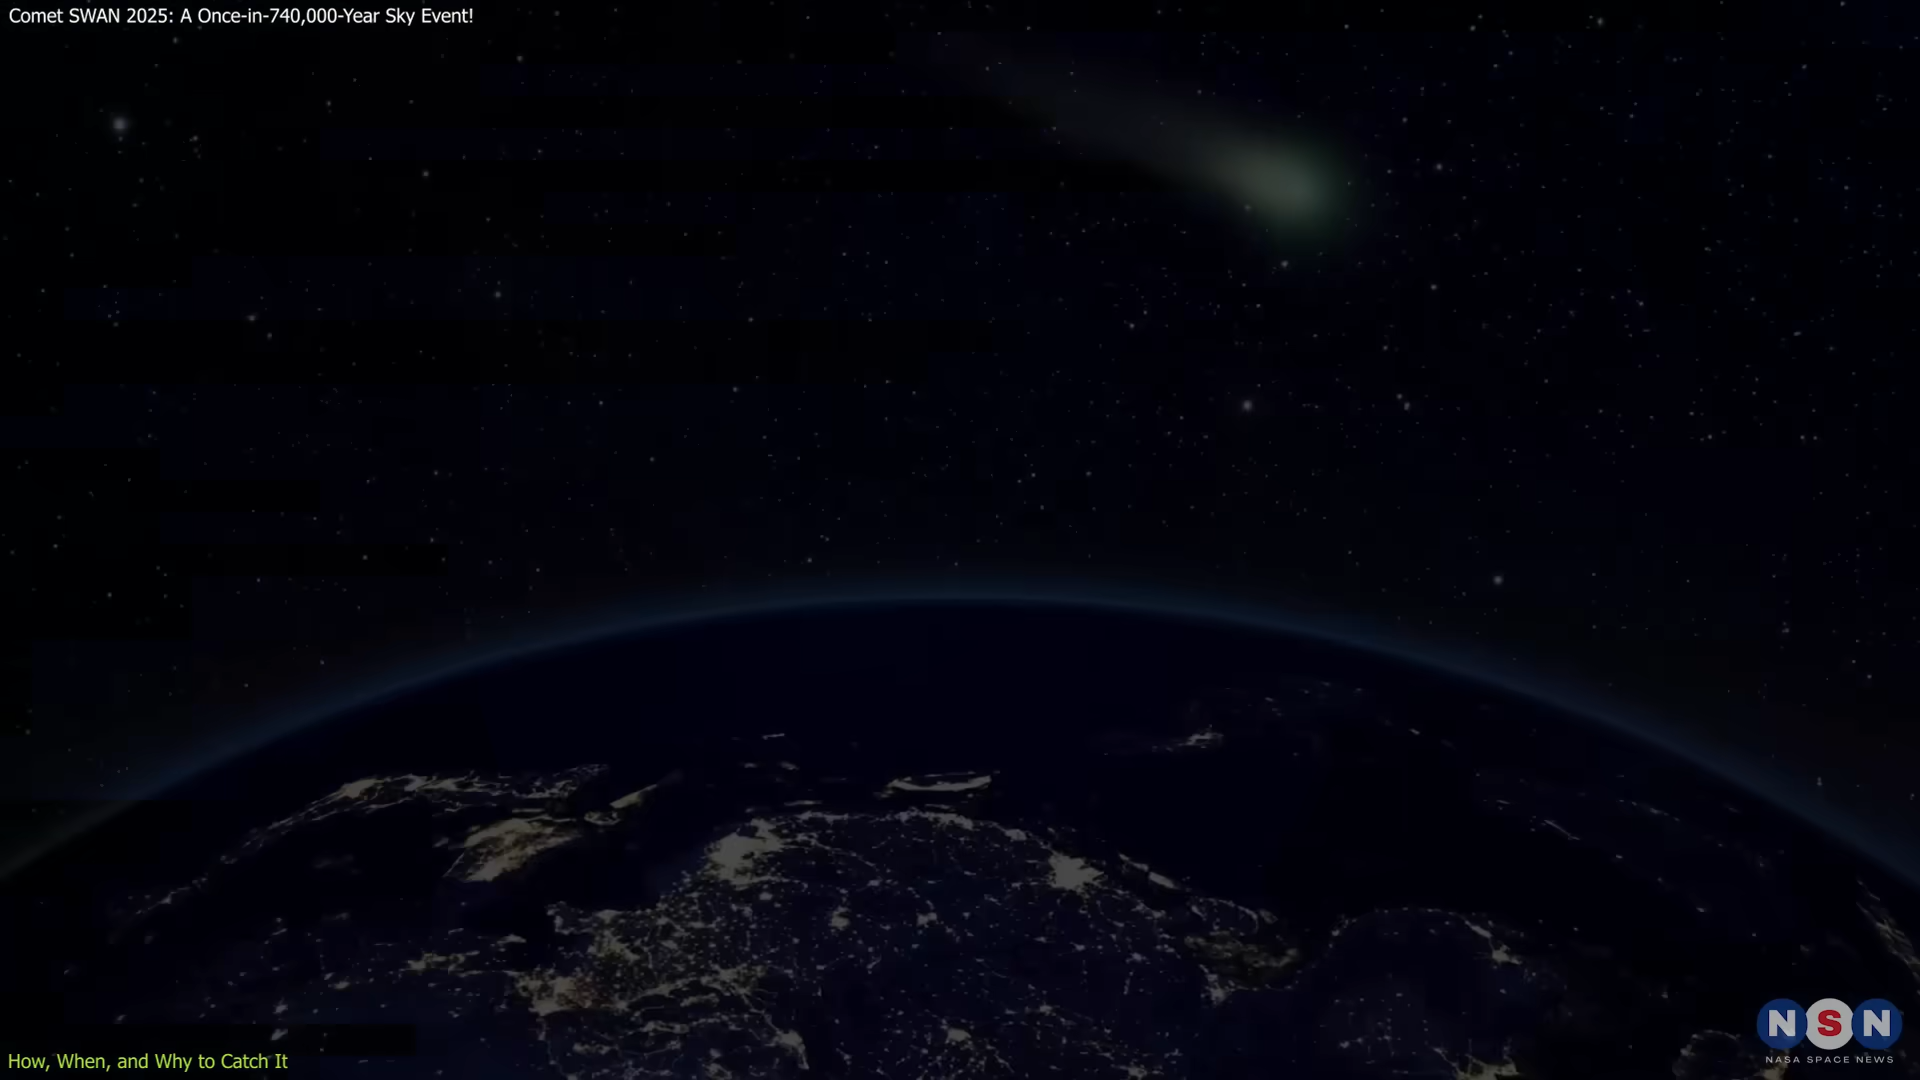 Comet SWAN 2025: A Once-in-740,000-Year Sky Event!
How, When, and Why to Catch It
NSN
NASA SPACE NEWS